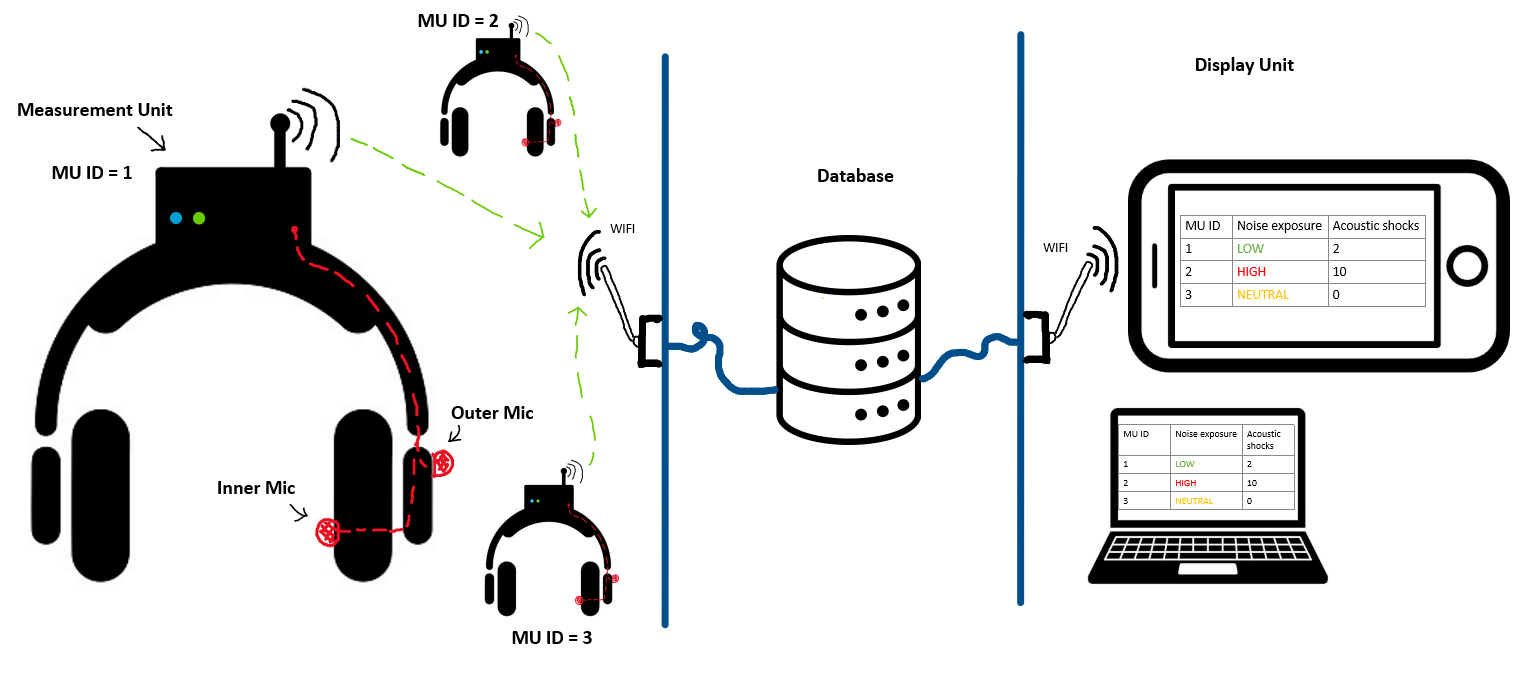 MU ID = 2
Measurement Unit
MU ID = 1
Outer Mic
Inner Mic
MU ID = 3
WIFI
Database
WIFI
Display Unit
MU ID Noise exposure Acoustic shocks
1 LOW 2
2 HIGH 10
3 NEUTRAL 0
MU ID Noise exposure Acoustic
shocks
1 LOW 2
2 HIGH 10
3 NEUTRAL 0